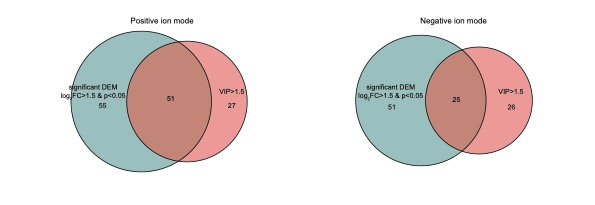 Positive ion mode
significant DEM
log2FC>1.5 & p<0.05
55
51
VIP>1.5
27
Negative ion mode
significant DEM
log2FC>1.5 & p<0.05
51
25
VIP>1.5
26